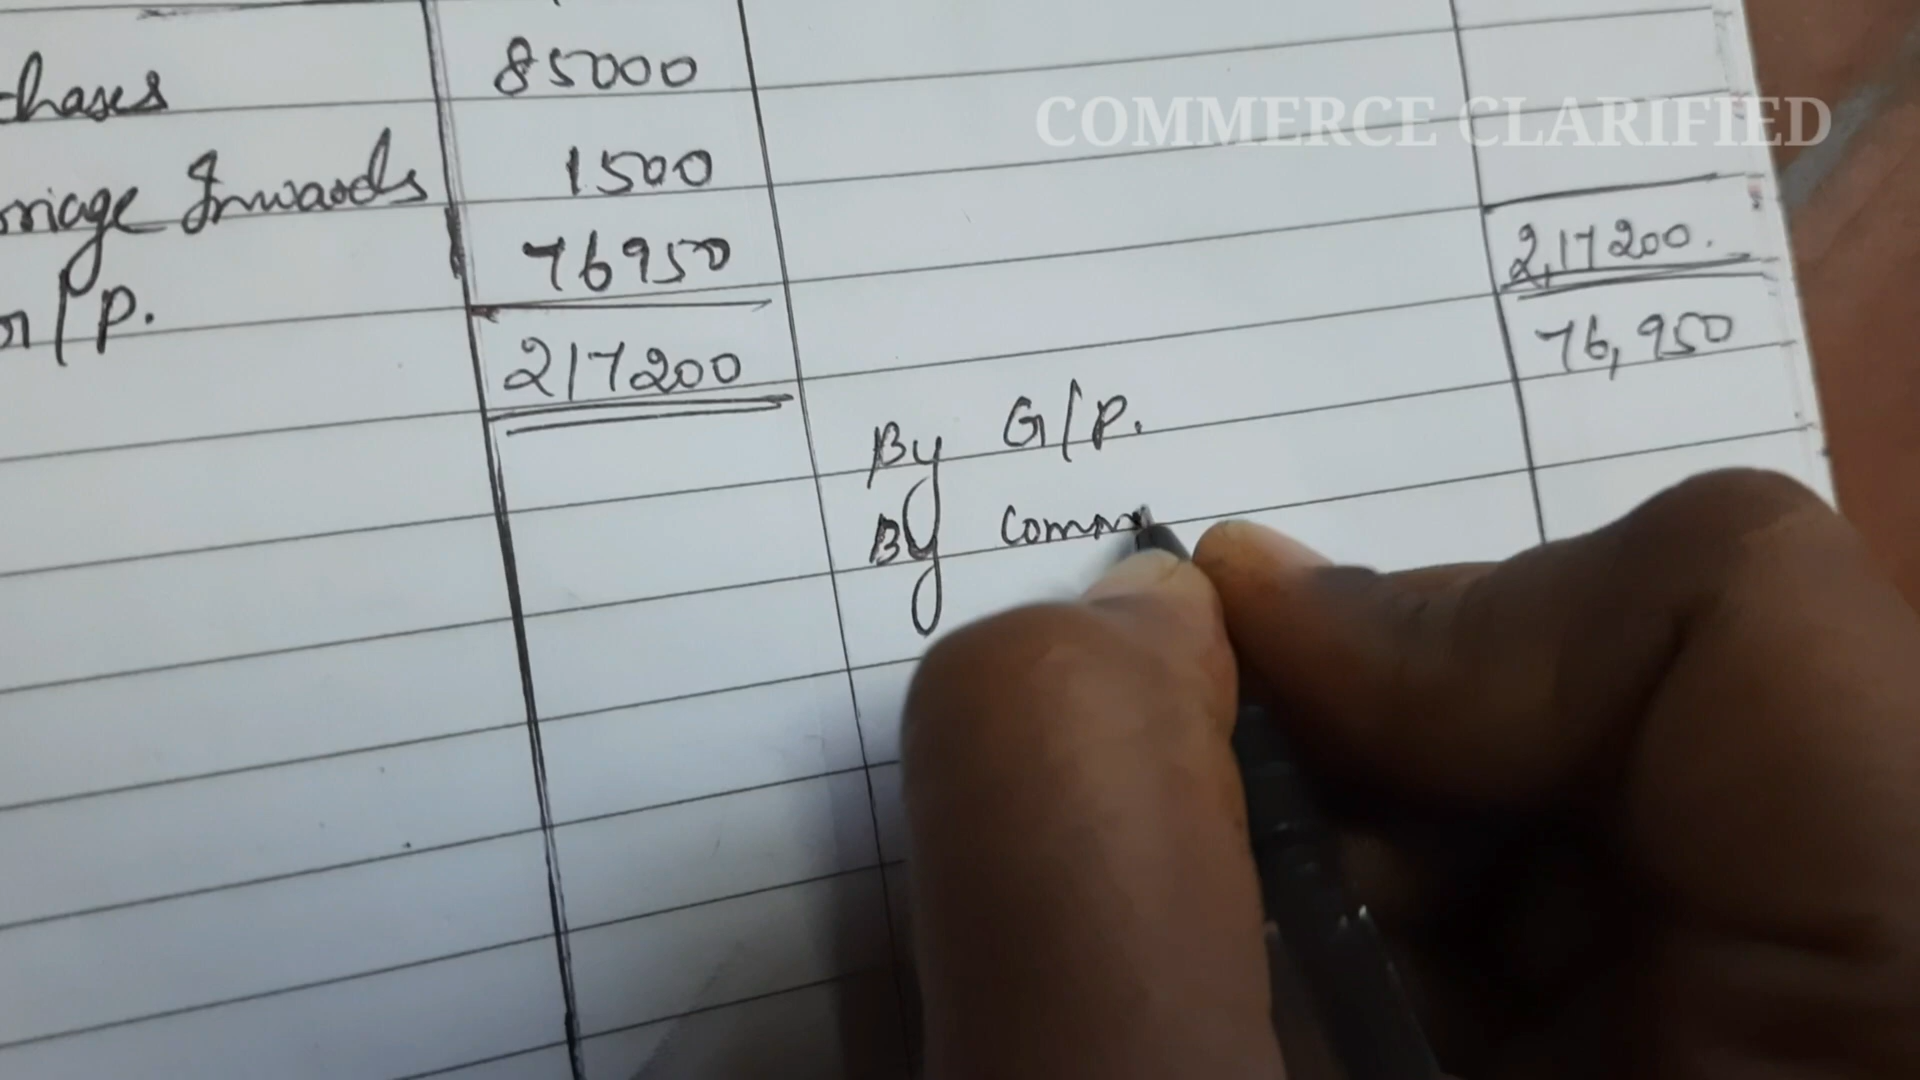 chases 85000
COMMERCE CLARIFIED
rriage Inwards 1500
76950 2,17200.
/P. 217200 76,950
By G/P.
By comm